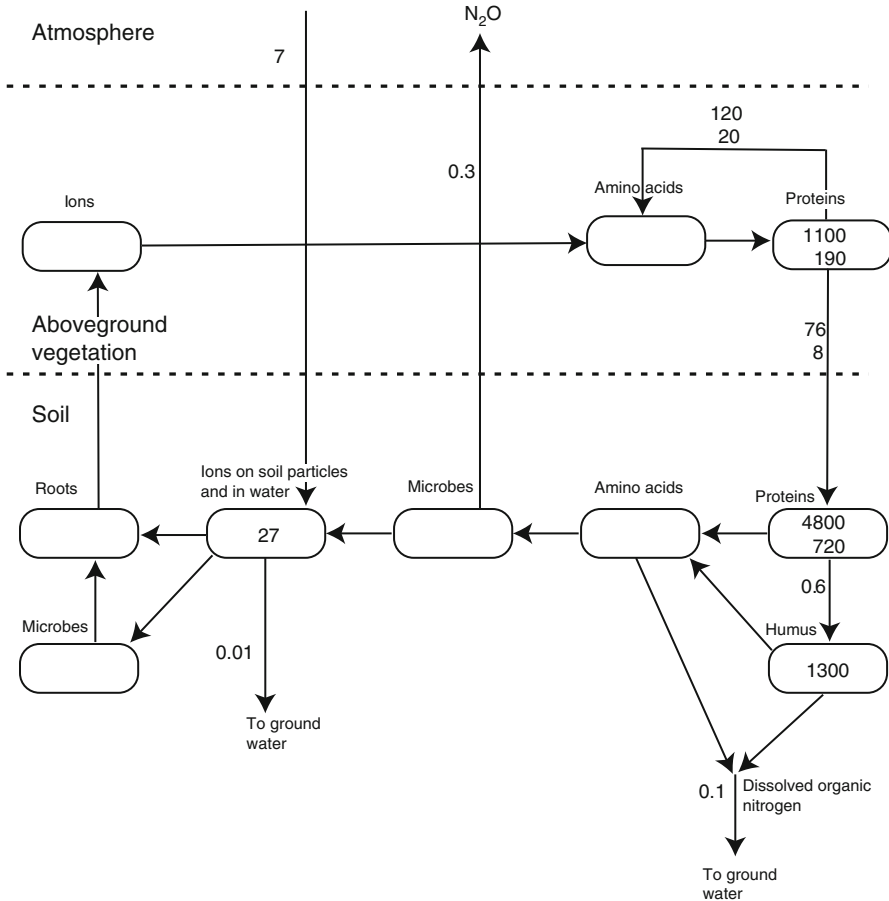 Atmosphere
N₂O
7
120
20
0.3
Ions
Amino acids
Proteins
1100
190
Aboveground
vegetation
76
8
Soil
Roots
Ions on soil particles
and in water
Microbes
Amino acids
Proteins
27
4800
720
0.6
Microbes
Humus
0.01
1300
To ground
water
0.1
Dissolved organic
nitrogen
To ground
water